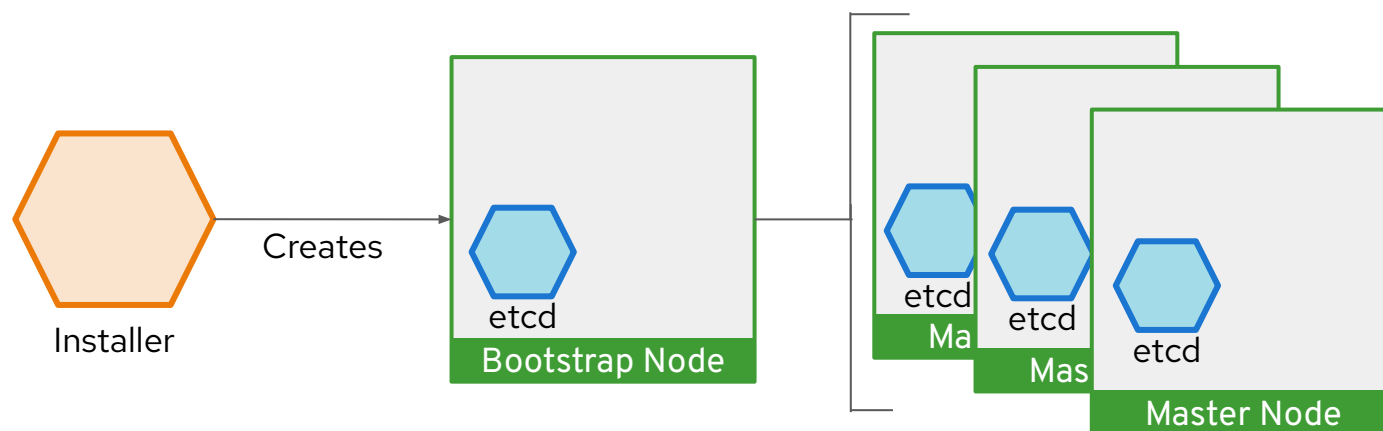 Installer
Creates
etcd
Bootstrap Node
etcd
Ma
etcd
Mas
etcd
Master Node